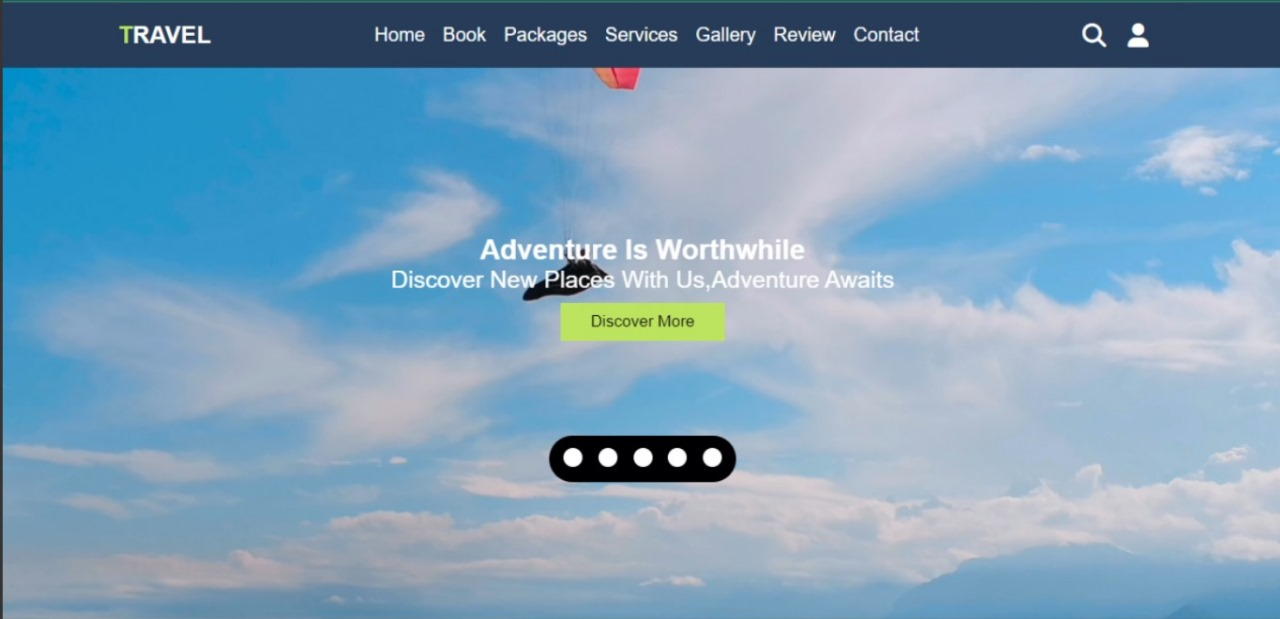 TRAVEL
Home Book Packages Services Gallery Review Contact
Adventure Is Worthwhile
Discover New Places With Us,Adventure Awaits
Discover More